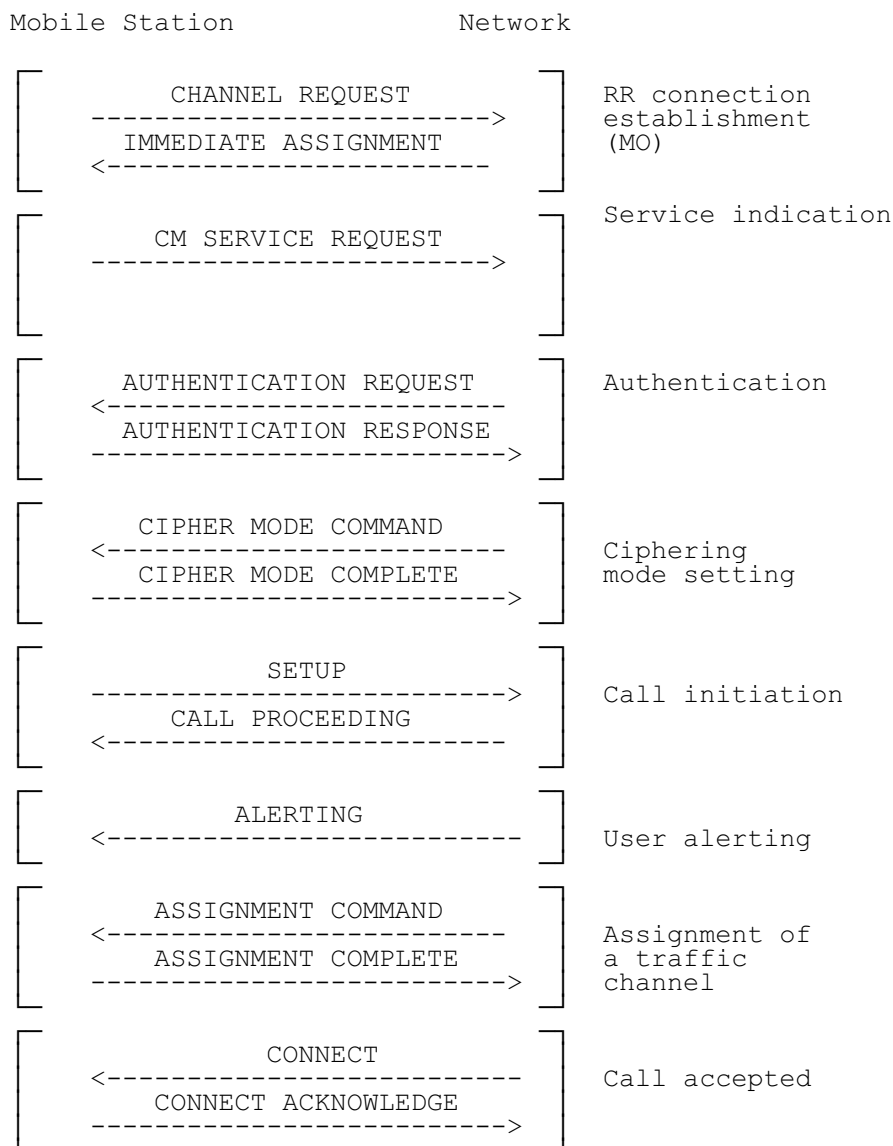 Mobile Station Network
CHANNEL REQUEST RR connection
-------------------------> establishment
IMMEDIATE ASSIGNMENT (MO)
<------------------------
Service indication
CM SERVICE REQUEST
------------------------->
AUTHENTICATION REQUEST Authentication
<-------------------------
AUTHENTICATION RESPONSE
-------------------------->
CIPHER MODE COMMAND
<------------------------- Ciphering
CIPHER MODE COMPLETE mode setting
-------------------------->
SETUP
--------------------------> Call initiation
CALL PROCEEDING
<-------------------------
ALERTING
<-------------------------- User alerting
ASSIGNMENT COMMAND
<------------------------- Assignment of
ASSIGNMENT COMPLETE a traffic
--------------------------> channel
CONNECT
<-------------------------- Call accepted
CONNECT ACKNOWLEDGE
-------------------------->